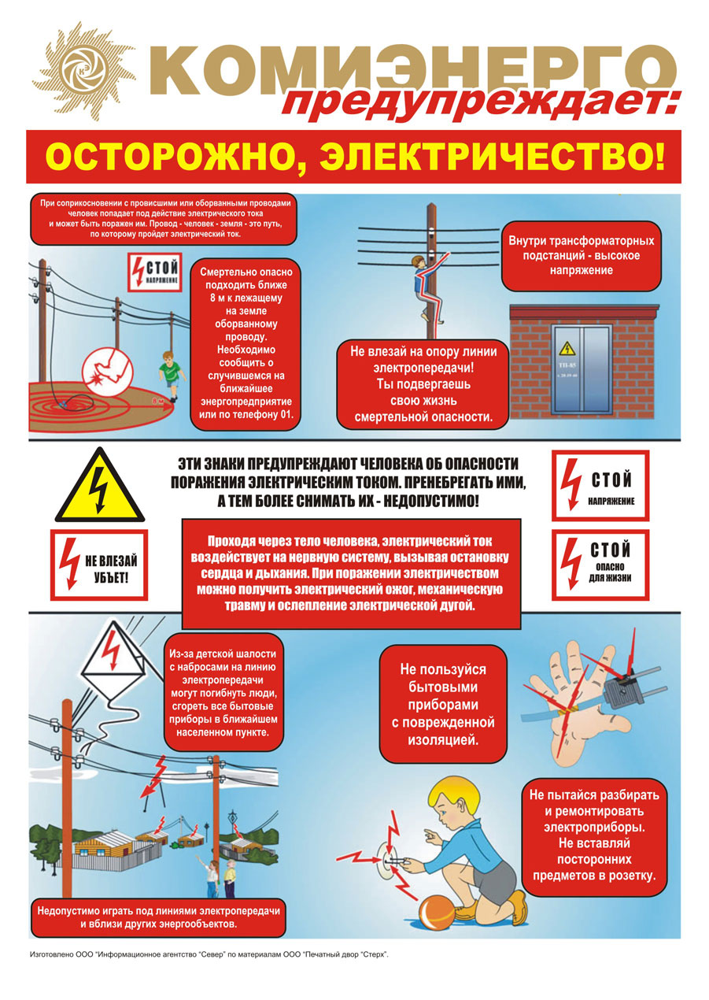 КОМИЭНЕРГО
предупреждает:
ОСТОРОЖНО, ЭЛЕКТРИЧЕСТВО!
При соприкосновении с провисшими или оборванными проводами
человек попадает под действие электрического тока
и может быть поражен им. Провод - человек - земля - это путь,
по которому пройдет электрический ток.
СТОЙ
НАПРЯЖЕНИЕ
Смертельно опасно
подходить ближе
8 м к лежащему
на земле
оборванному
проводу.
Необходимо
сообщить о
случившемся на
ближайшее
энергопредприятие
или по телефону 01.
8 м
Не влезай на опору линии
электропередачи!
Ты подвергаешь
свою жизнь
смертельной опасности.
Внутри трансформаторных
подстанций - высокое
напряжение
ТП-85
т. 28-19-40
ЭТИ ЗНАКИ ПРЕДУПРЕЖДАЮТ ЧЕЛОВЕКА ОБ ОПАСНОСТИ
ПОРАЖЕНИЯ ЭЛЕКТРИЧЕСКИМ ТОКОМ. ПРЕНЕБРЕГАТЬ ИМИ,
А ТЕМ БОЛЕЕ СНИМАТЬ ИХ - НЕДОПУСТИМО!
НЕ ВЛЕЗАЙ
УБЪЕТ!
Проходя через тело человека, электрический ток
воздействует на нервную систему, вызывая остановку
сердца и дыхания. При поражении электричеством
можно получить электрический ожог, механическую
травму и ослепление электрической дугой.
СТОЙ
НАПРЯЖЕНИЕ
СТОЙ
ОПАСНО
ДЛЯ ЖИЗНИ
Из-за детской шалости
с набросами на линию
электропередачи
могут погибнуть люди,
сгореть все бытовые
приборы в ближайшем
населенном пункте.
Не пользуйся
бытовыми
приборами
с поврежденной
изоляцией.
Не пытайся разбирать
и ремонтировать
электроприборы.
Не вставляй
посторонних
предметов в розетку.
Недопустимо играть под линиями электропередачи
и вблизи других энергообъектов.
Изготовлено ООО "Информационное агентство "Север" по материалам ООО "Печатный двор "Стерх".